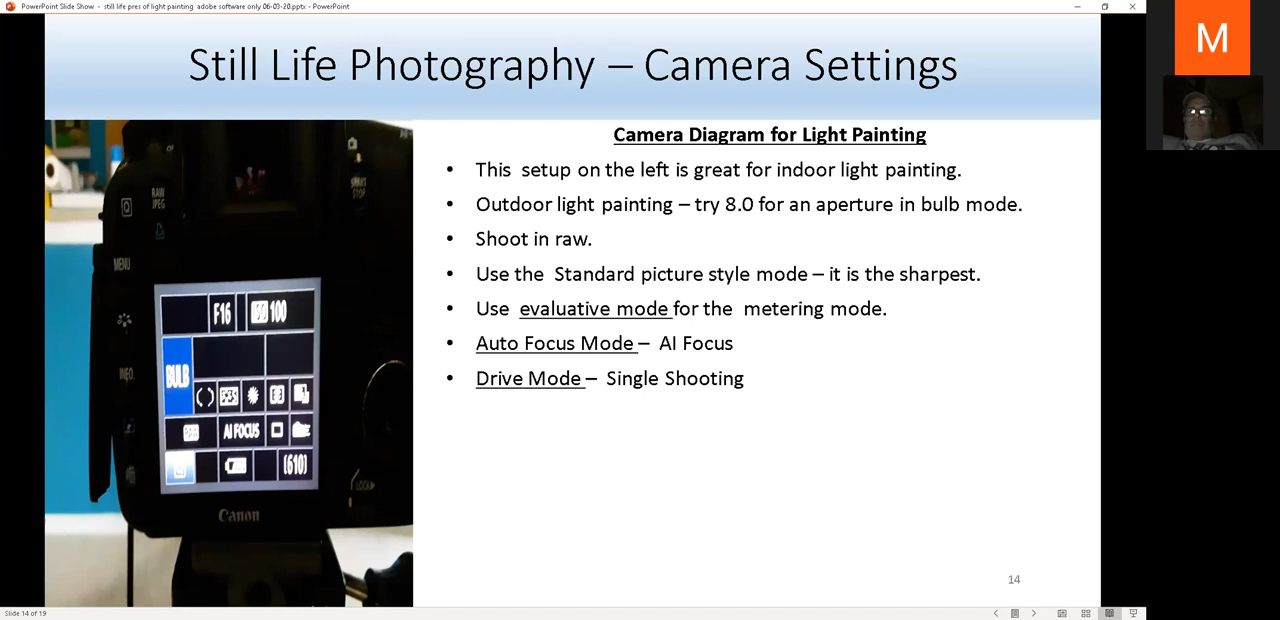 PowerPoint Slide Show - still life pres of light painting adobe software only 06-03-20.pptx - PowerPoint
M
Still Life Photography – Camera Settings
Camera Diagram for Light Painting
• This setup on the left is great for indoor light painting.
• Outdoor light painting – try 8.0 for an aperture in bulb mode.
• Shoot in raw.
• Use the Standard picture style mode – it is the sharpest.
• Use evaluative mode for the metering mode.
• Auto Focus Mode – AI Focus
• Drive Mode – Single Shooting
RAW
JPEG
START
STOP
MENU
F16 ISO 100
BULB
INFO.
AI FOCUS
[610]
LOCK
Canon
14
Slide 14 of 19